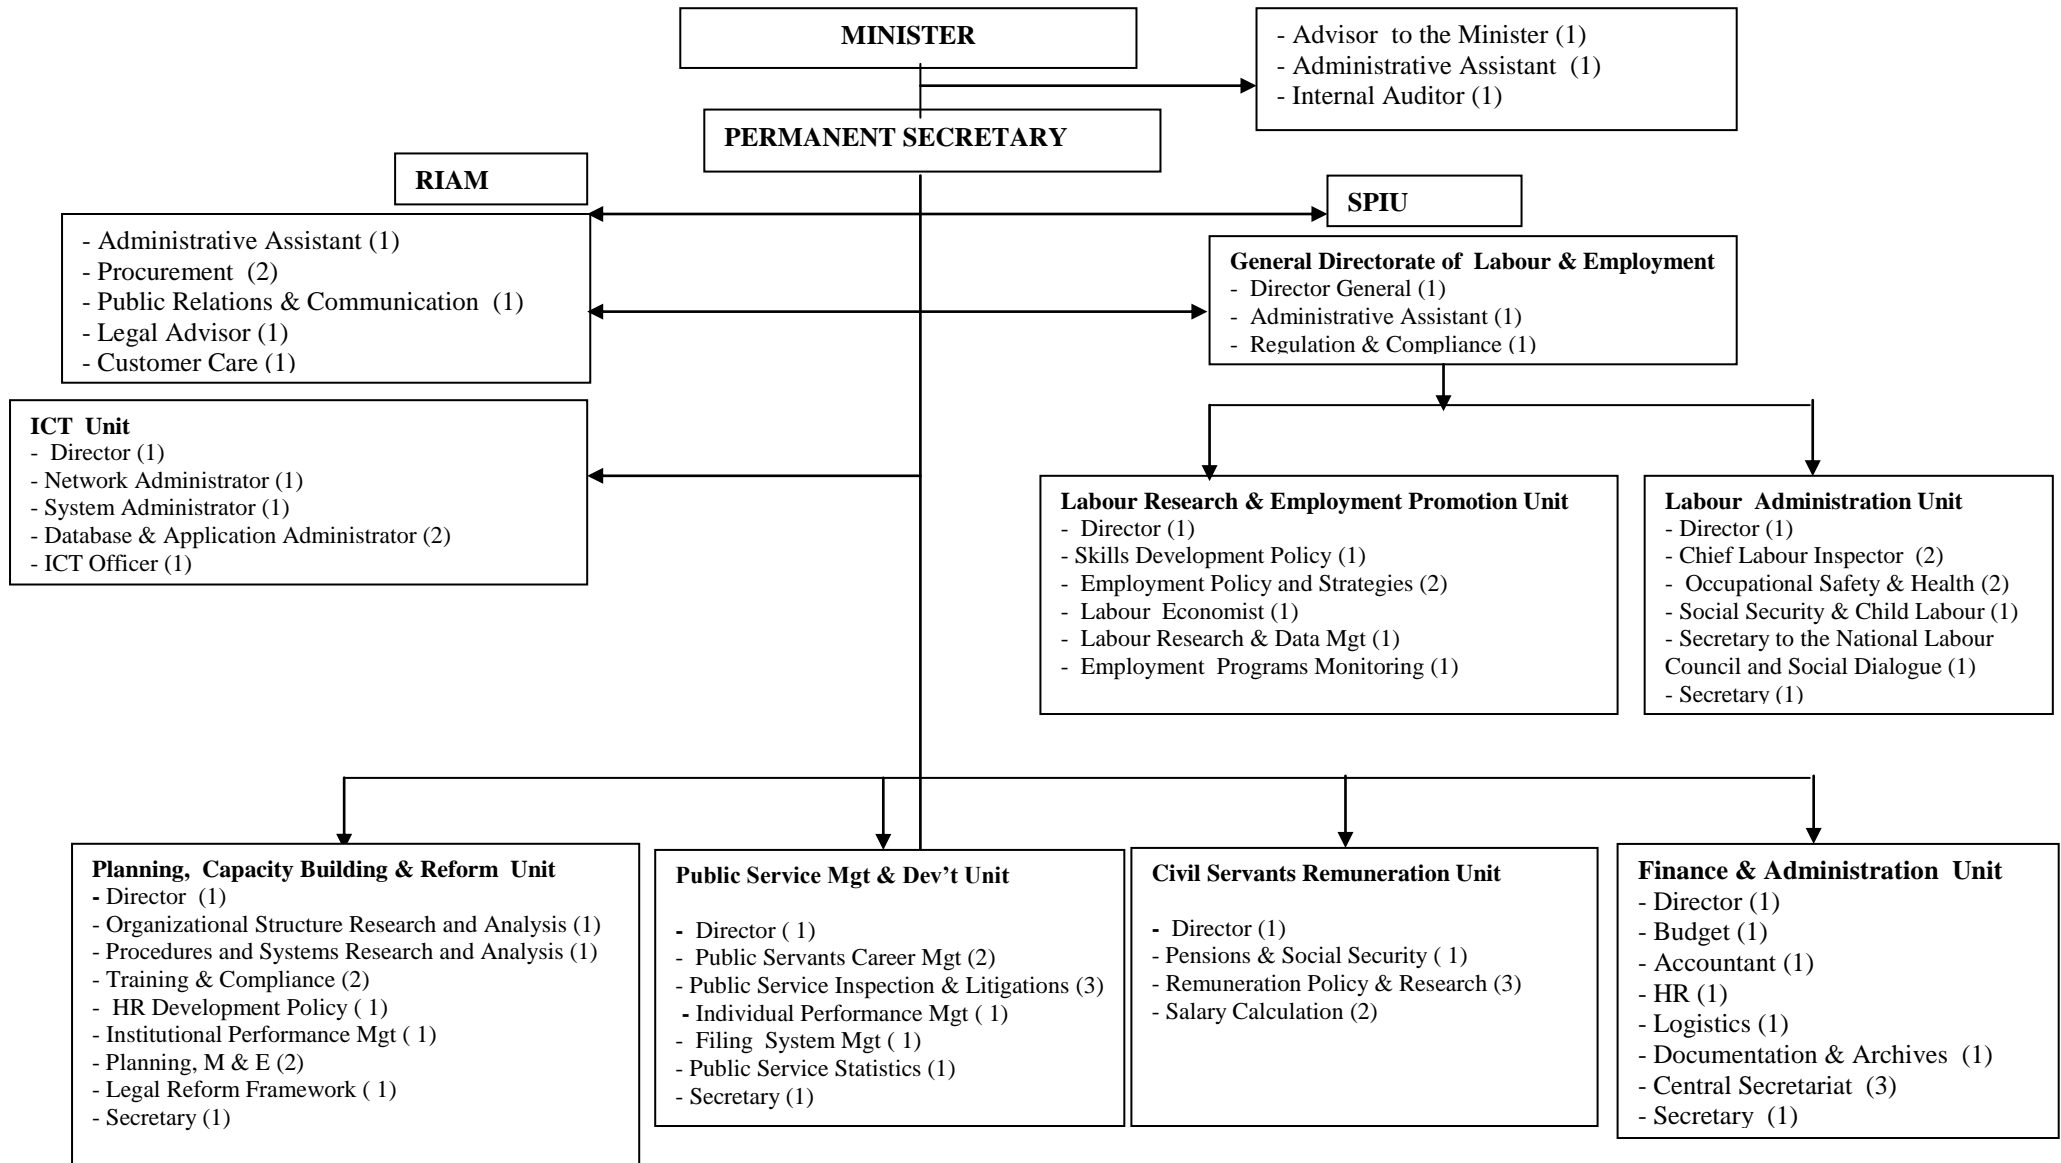 MINISTER
- Advisor to the Minister (1)
- Administrative Assistant (1)
- Internal Auditor (1)
PERMANENT SECRETARY
RIAM
SPIU
- Administrative Assistant (1)
- Procurement (2)
- Public Relations & Communication (1)
- Legal Advisor (1)
- Customer Care (1)
General Directorate of Labour & Employment
- Director General (1)
- Administrative Assistant (1)
- Regulation & Compliance (1)
ICT Unit
- Director (1)
- Network Administrator (1)
- System Administrator (1)
- Database & Application Administrator (2)
- ICT Officer (1)
Labour Research & Employment Promotion Unit
- Director (1)
- Skills Development Policy (1)
- Employment Policy and Strategies (2)
- Labour Economist (1)
- Labour Research & Data Mgt (1)
- Employment Programs Monitoring (1)
Labour Administration Unit
- Director (1)
- Chief Labour Inspector (2)
- Occupational Safety & Health (2)
- Social Security & Child Labour (1)
- Secretary to the National Labour
Council and Social Dialogue (1)
- Secretary (1)
Planning, Capacity Building & Reform Unit
- Director (1)
- Organizational Structure Research and Analysis (1)
- Procedures and Systems Research and Analysis (1)
- Training & Compliance (2)
- HR Development Policy ( 1)
- Institutional Performance Mgt ( 1)
- Planning, M & E (2)
- Legal Reform Framework ( 1)
- Secretary (1)
Public Service Mgt & Dev't Unit
- Director ( 1)
- Public Servants Career Mgt (2)
- Public Service Inspection & Litigations (3)
- Individual Performance Mgt ( 1)
- Filing System Mgt ( 1)
- Public Service Statistics (1)
- Secretary (1)
Civil Servants Remuneration Unit
- Director (1)
- Pensions & Social Security ( 1)
- Remuneration Policy & Research (3)
- Salary Calculation (2)
Finance & Administration Unit
- Director (1)
- Budget (1)
- Accountant (1)
- HR (1)
- Logistics (1)
- Documentation & Archives (1)
- Central Secretariat (3)
- Secretary (1)